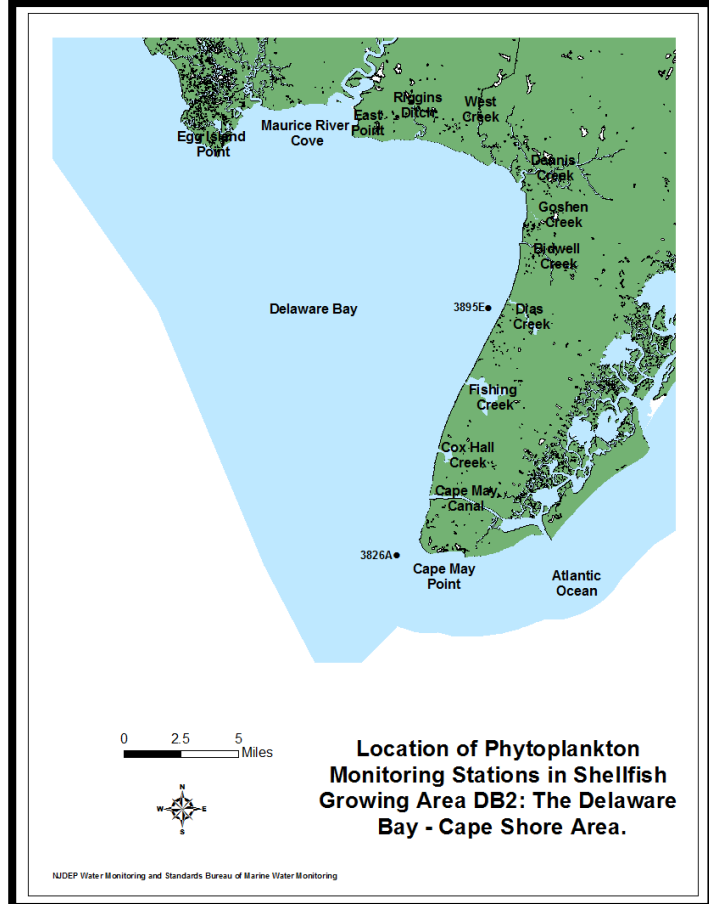 Riggins
Ditch
West
Creek
East
Point
Maurice River
Cove
Egg Island
Point
Dennis
Creek
Goshen
Creek
Bidwell
Creek
Delaware Bay
3895E
Dias
Creek
Fishing
Creek
Cox Hall
Creek
Cape May
Canal
3826A
Cape May
Point
Atlantic
Ocean
0 2.5 5
Miles
N
W E
S
Location of Phytoplankton
Monitoring Stations in Shellfish
Growing Area DB2: The Delaware
Bay - Cape Shore Area.
NJDEP Water Monitoring and Standards Bureau of Marine Water Monitoring